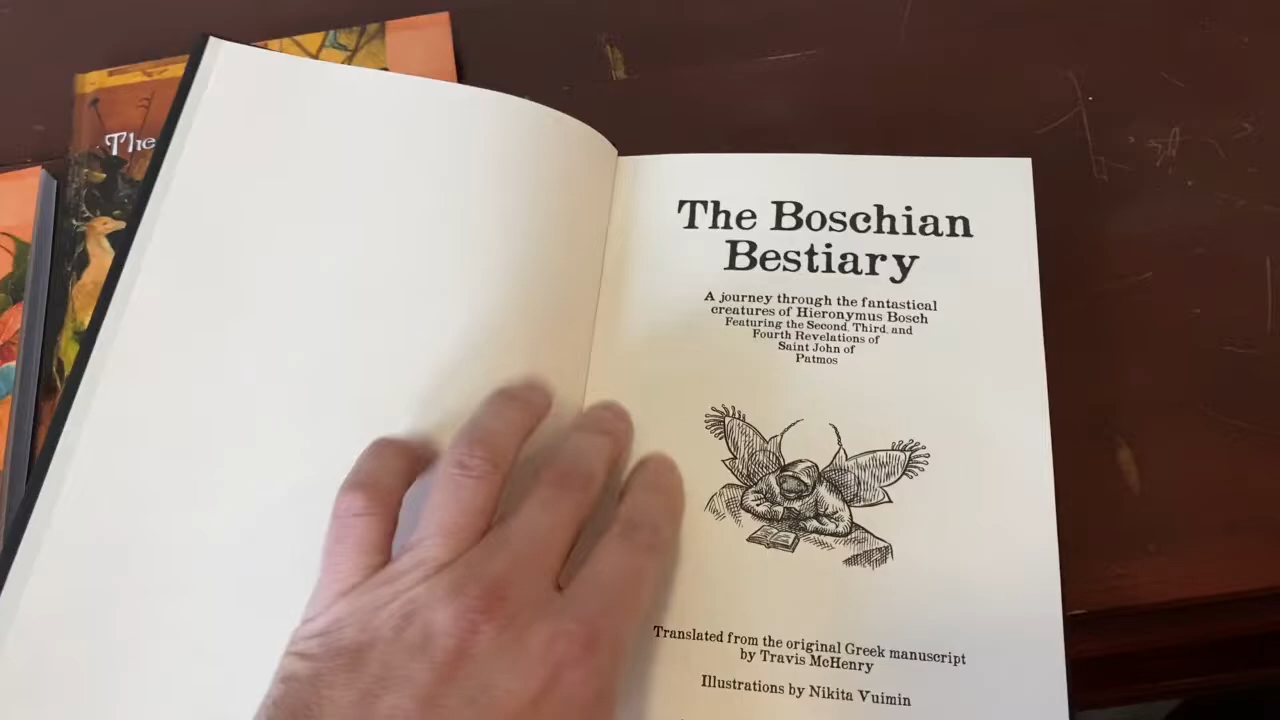 The
The Boschian
Bestiary
A journey through the fantastical
creatures of Hieronymus Bosch
Featuring the Second, Third, and
Fourth Revelations of
Saint John of
Patmos
Translated from the original Greek manuscript
by Travis McHenry
Illustrations by Nikita Vuimin